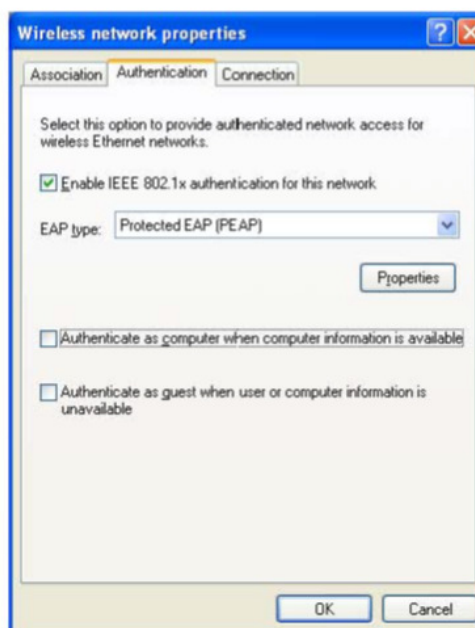 Wireless network properties
Association Authentication Connection
Select this option to provide authenticated network access for
wireless Ethernet networks.
Enable IEEE 802.1x authentication for this network
EAP type: Protected EAP (PEAP)
Properties
Authenticate as computer when computer information is available
Authenticate as guest when user or computer information is
unavailable
OK Cancel